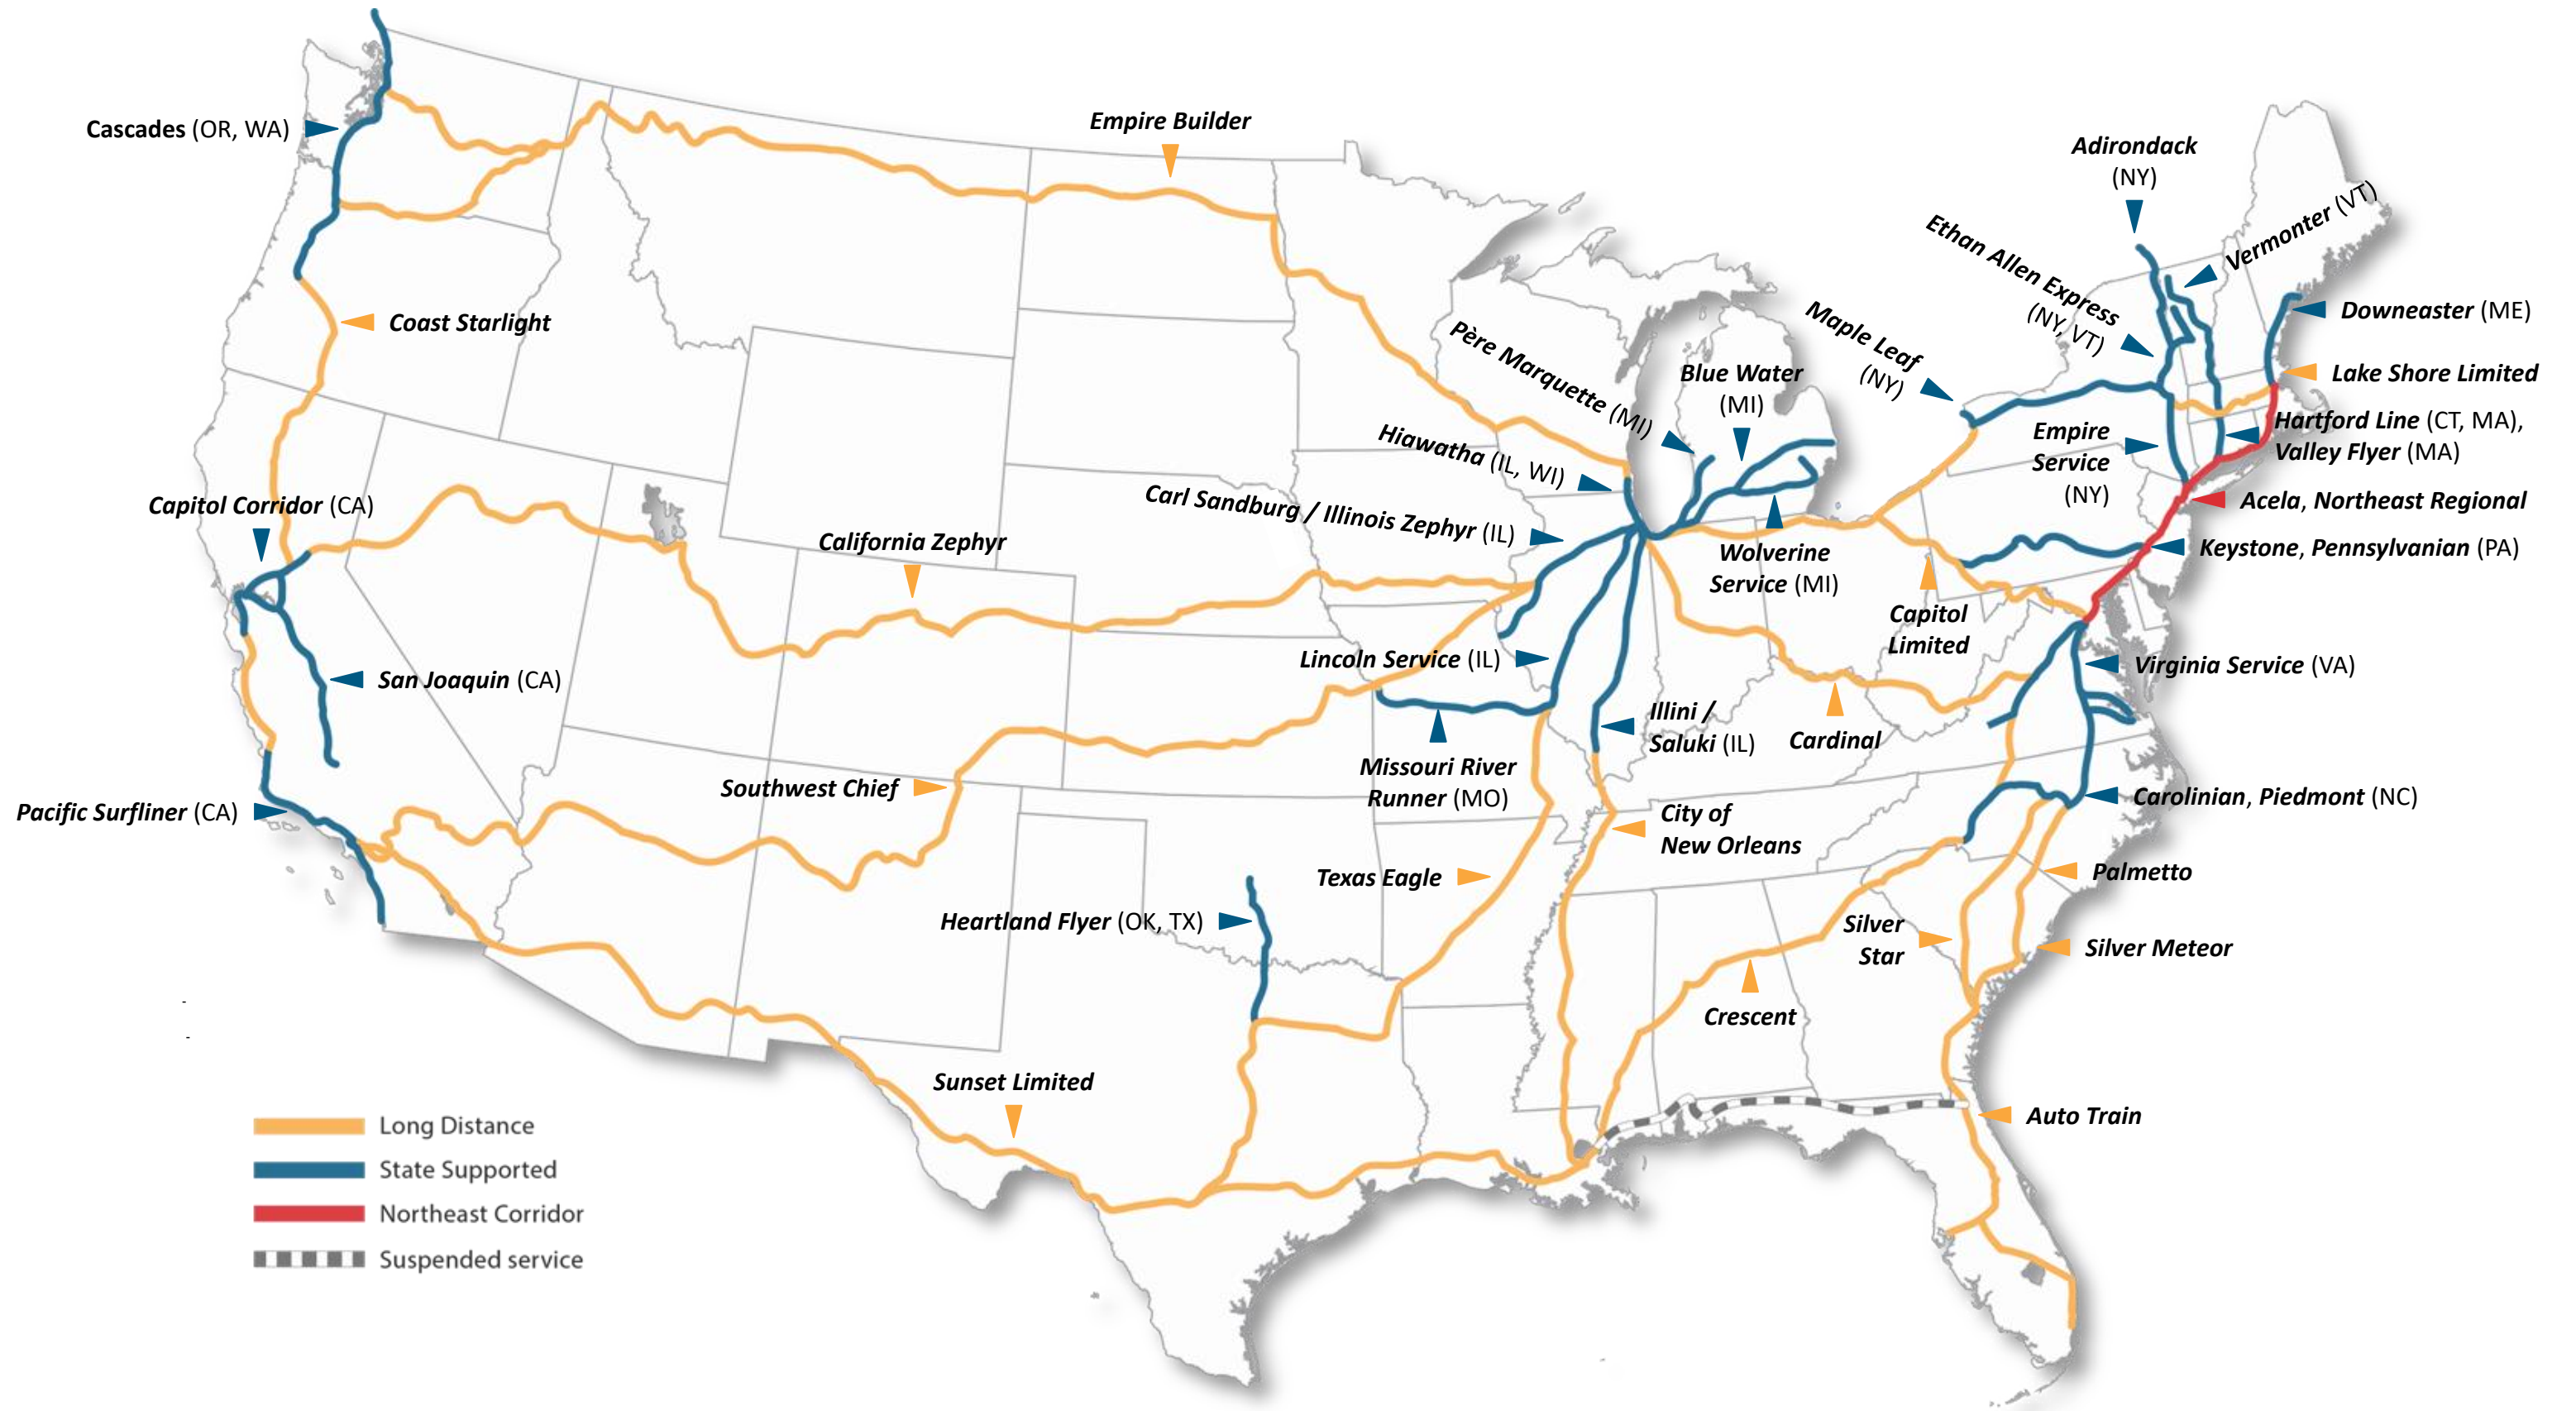 Cascades (OR, WA)
Empire Builder
Adirondack
(NY)
Vermonter (VT)
Ethan Allen Express
(NY, VT)
Coast Starlight
Downeaster (ME)
Maple Leaf
(NY)
Père Marquette (MI)
Blue Water
(MI)
Lake Shore Limited
Hiawatha (IL, WI)
Hartford Line (CT, MA),
Valley Flyer (MA)
Empire
Service
(NY)
Capitol Corridor (CA)
Carl Sandburg / Illinois Zephyr (IL)
Acela, Northeast Regional
California Zephyr
Wolverine
Service (MI)
Keystone, Pennsylvanian (PA)
Capitol
Limited
San Joaquin (CA)
Lincoln Service (IL)
Virginia Service (VA)
Illini /
Saluki (IL)
Cardinal
Southwest Chief
Missouri River
Runner (MO)
Pacific Surfliner (CA)
City of
New Orleans
Carolinian, Piedmont (NC)
Texas Eagle
Palmetto
Heartland Flyer (OK, TX)
Silver
Star
Silver Meteor
Crescent
Sunset Limited
Auto Train
Long Distance
State Supported
Northeast Corridor
Suspended service